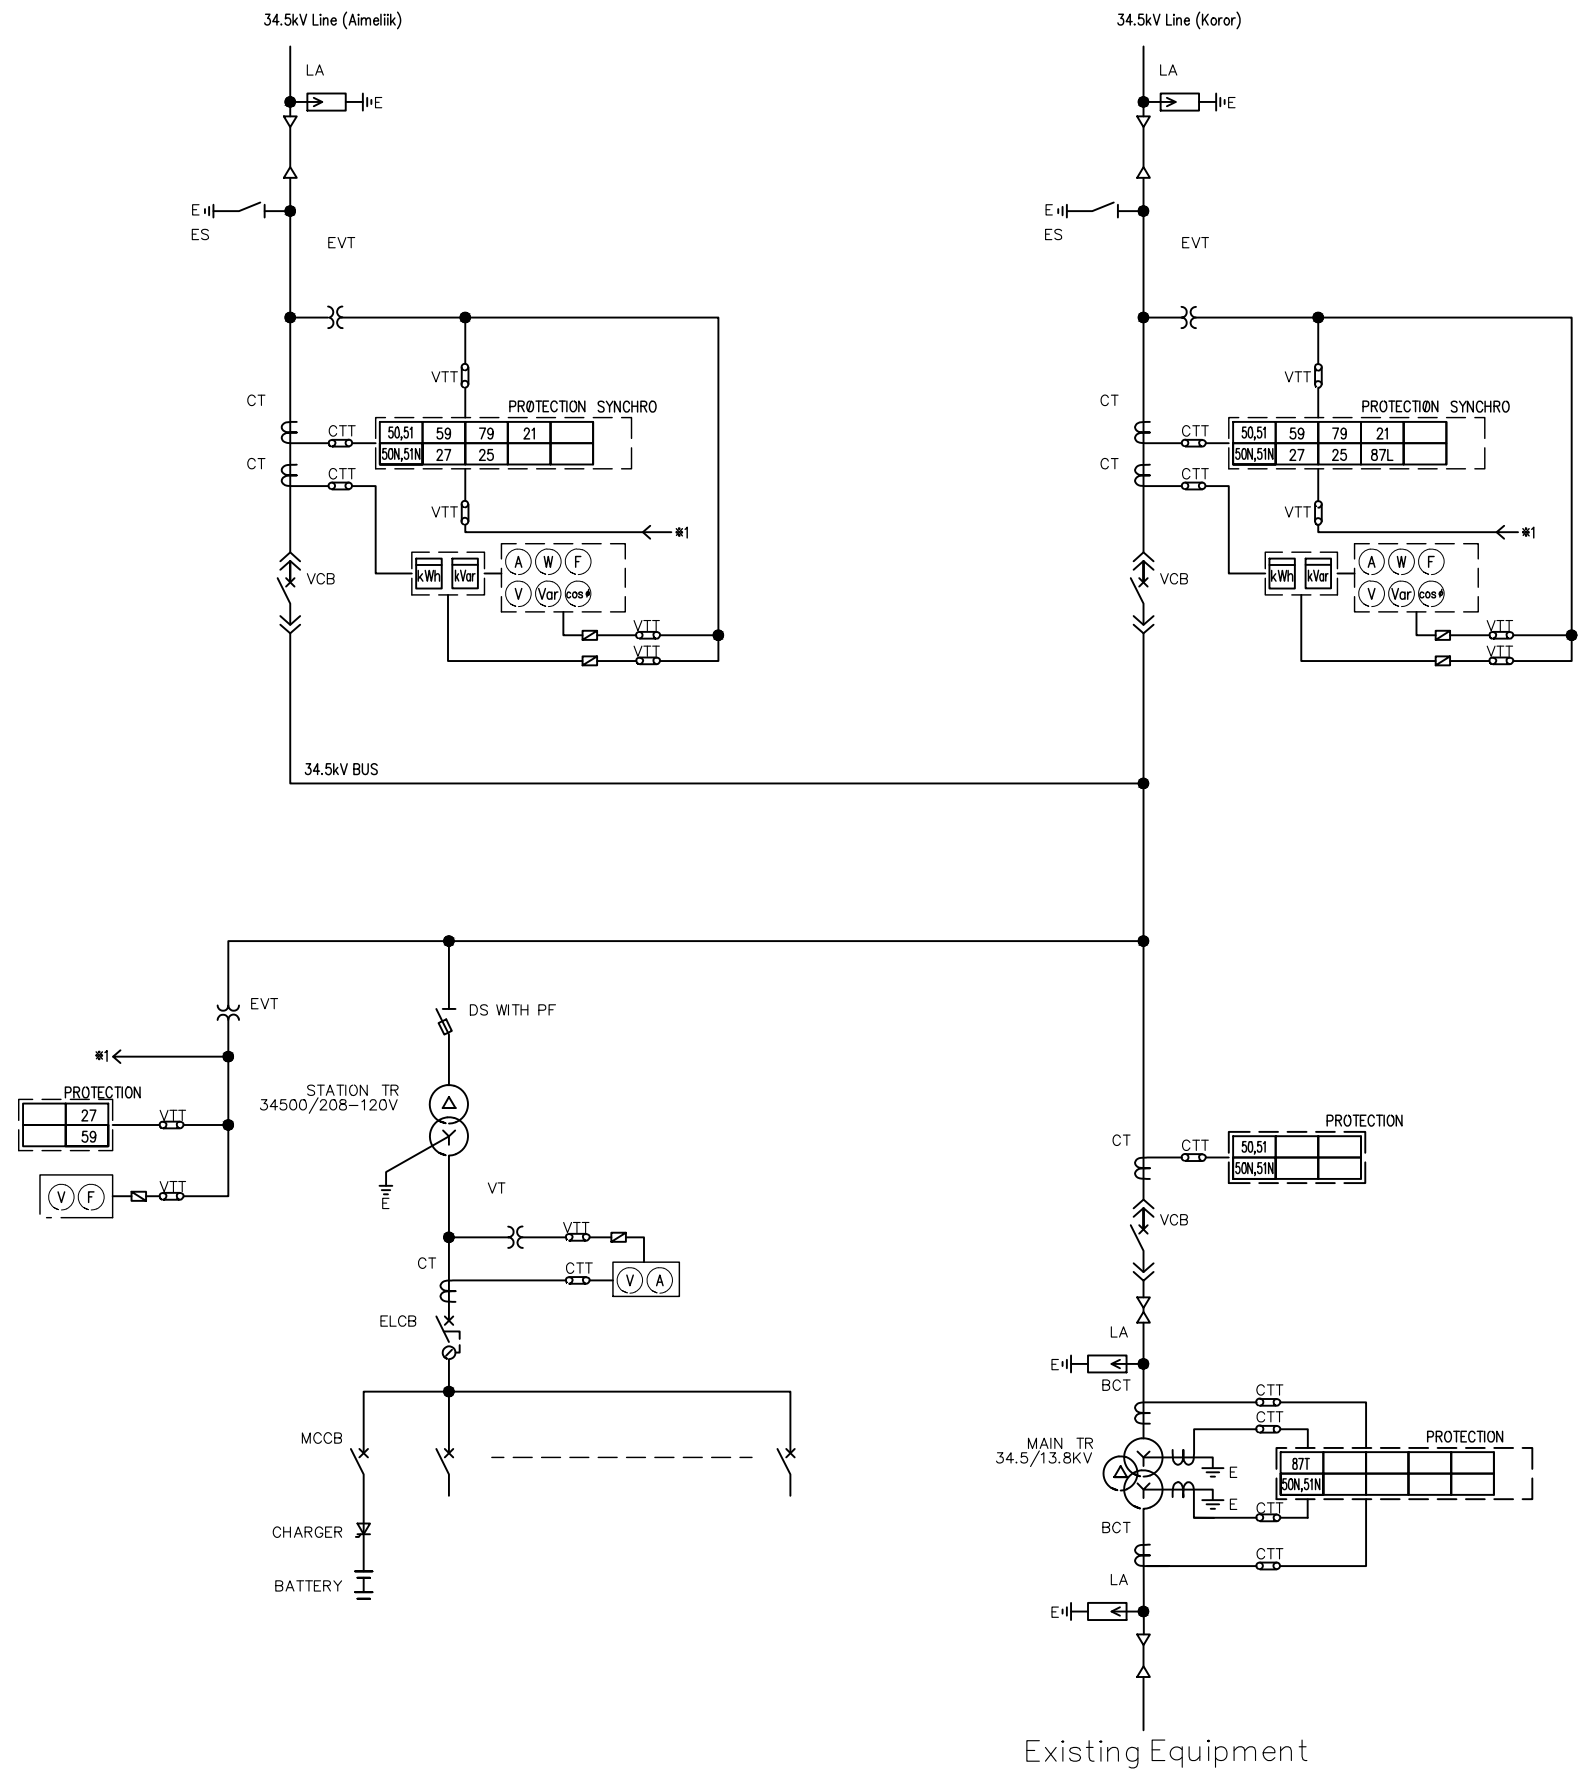 34.5kV Line (Aimeliik)
34.5kV Line (Koror)
LA
LA
E
E
E
ES
E
ES
EVT
EVT
VTT
VTT
CT
CT
PROTECTION SYNCHRO
PROTECTION SYNCHRO
CTT
50,51 59 79 21
CTT
50,51 59 79 21
50N,51N 27 25
50N,51N 27 25 87L
CT
CTT
CT
CTT
VTT
※1
VTT
※1
A W F
A W F
VCB
kWh kVar
VCB
kWh kVar
V Var cosφ
V Var cosφ
VTT
VTT
VTT
VTT
34.5kV BUS
EVT
DS WITH PF
※1
PROTECTION
27
59
VTT
STATION TR
34500/208-120V
E
V F
VTT
VT
VTT
CT
CTT
V A
ELCB
MCCB
CHARGER
BATTERY
PROTECTION
CT
CTT
50,51
50N,51N
VCB
LA
E
BCT
CTT
CTT
MAIN TR
34.5/13.8KV
PROTECTION
E
87T
50N,51N
E
CTT
BCT
CTT
LA
E
Existing Equipment